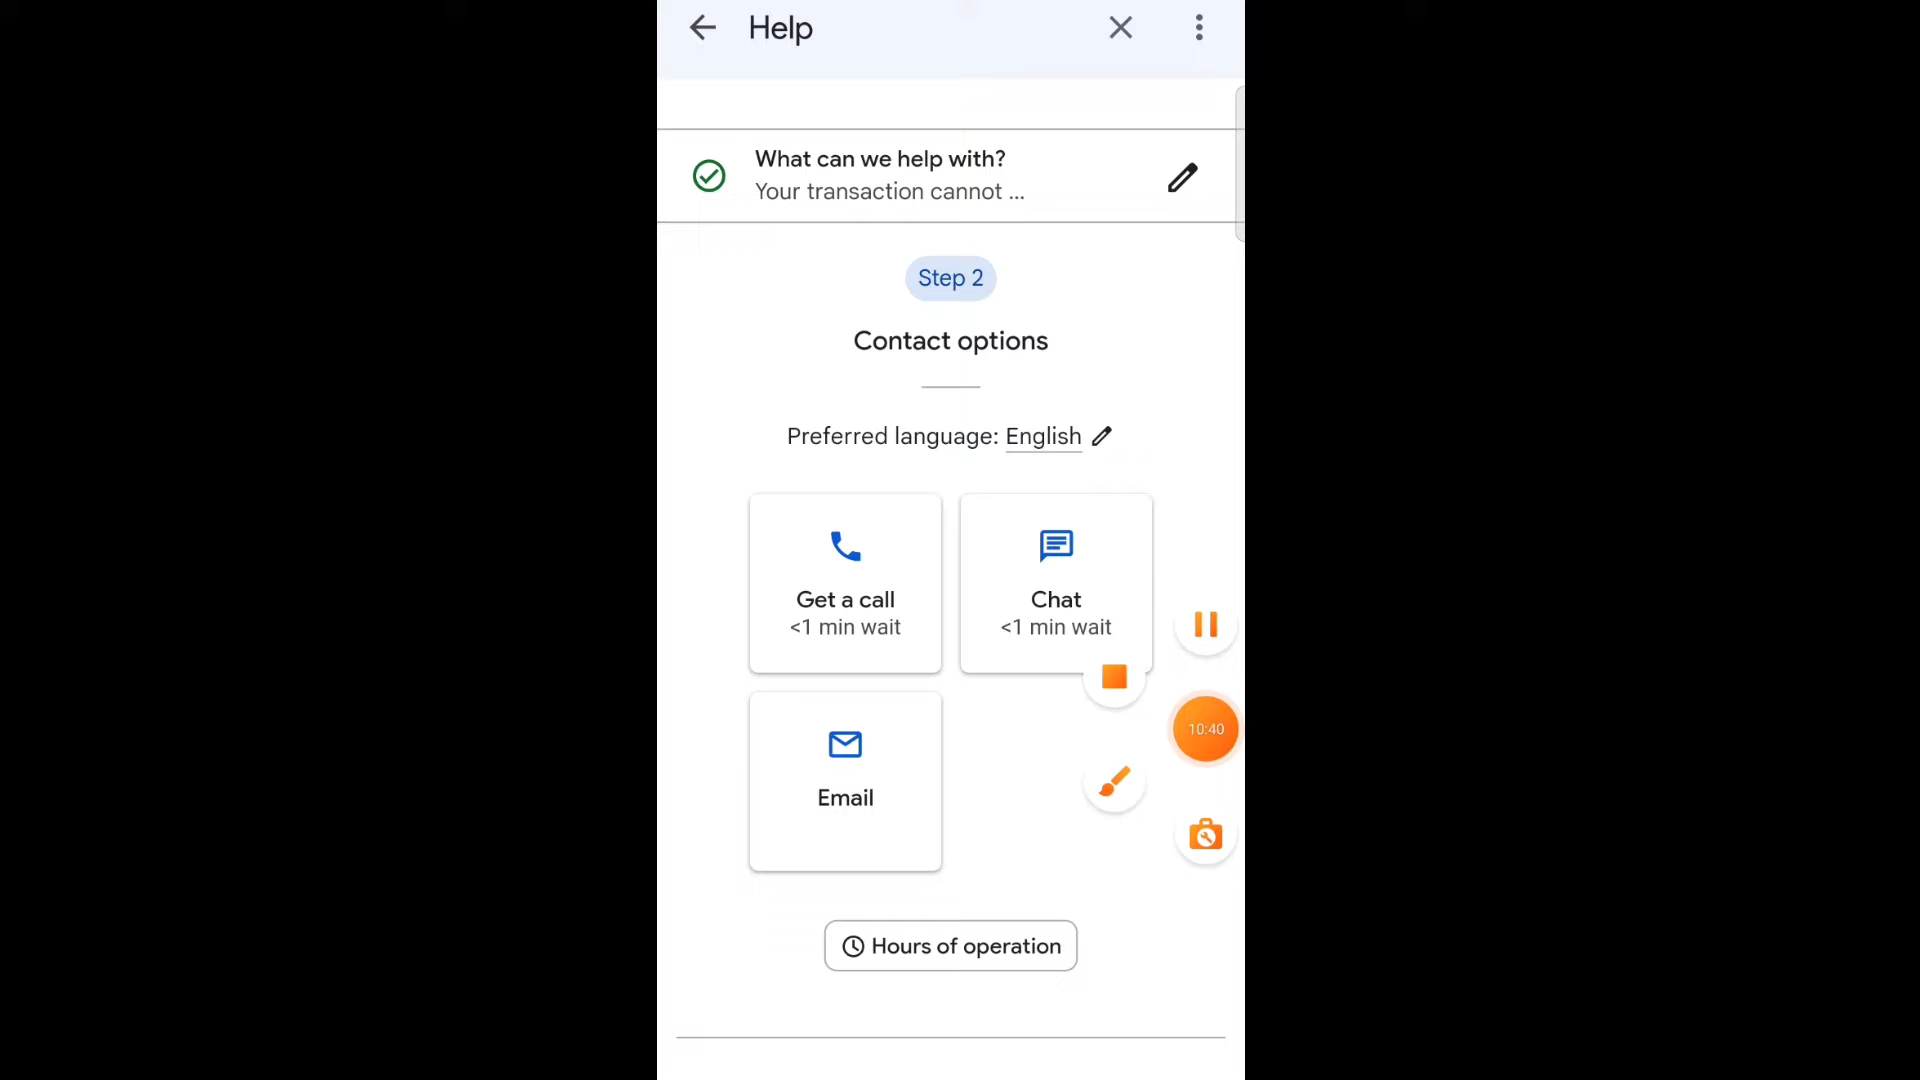 Help
What can we help with?
Your transaction cannot ...
Step 2
Contact options
Preferred language: English
Get a call
<1 min wait
Chat
<1 min wait
10:40
Email
Hours of operation